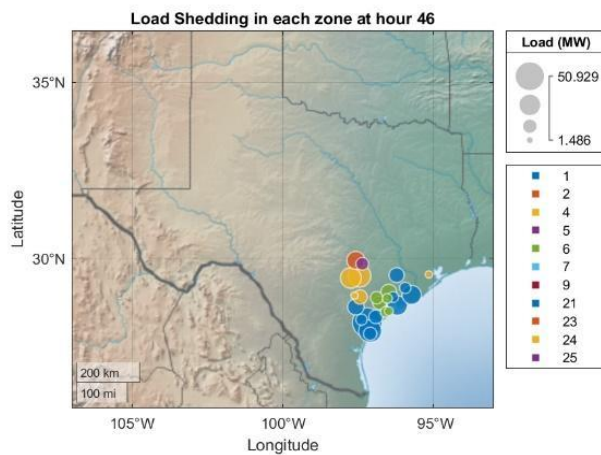 Load Shedding in each zone at hour 46
Load (MW)
50.929
1.486
35°N
30°N
Latitude
1
2
4
5
6
7
9
21
23
24
25
200 km
100 mi
105°W
100°W
95°W
Longitude